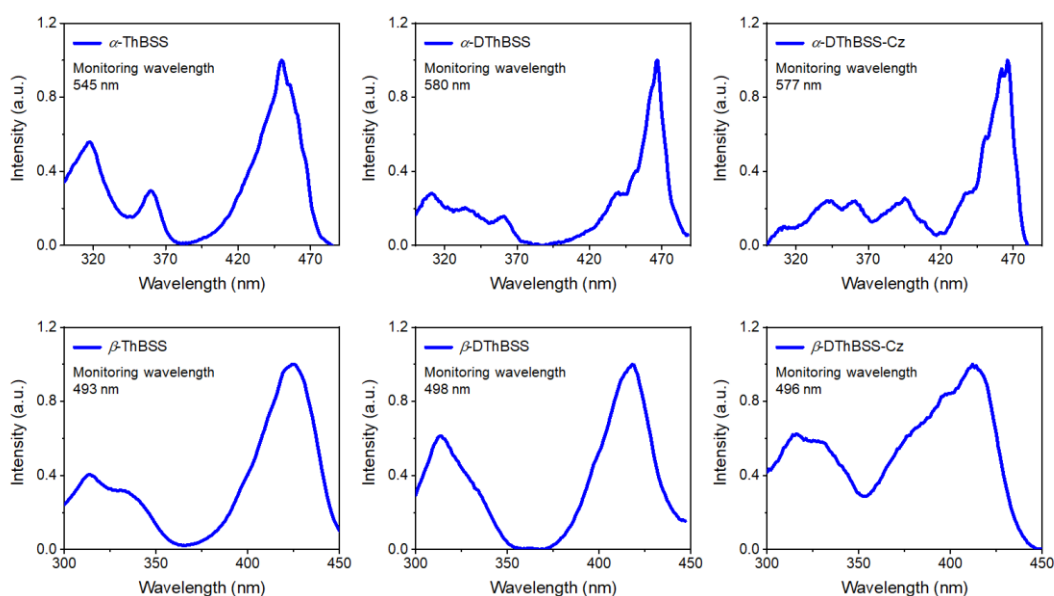 1.2
α-ThBSS
Monitoring wavelength
545 nm
0.8
0.4
0.0
320 370 420 470
Intensity (a.u.)
Wavelength (nm)
1.2
α-DThBSS
Monitoring wavelength
580 nm
0.8
0.4
0.0
320 370 420 470
Intensity (a.u.)
Wavelength (nm)
1.2
α-DThBSS-Cz
Monitoring wavelength
577 nm
0.8
0.4
0.0
320 370 420 470
Intensity (a.u.)
Wavelength (nm)
1.2
β-ThBSS
Monitoring wavelength
493 nm
0.8
0.4
0.0
300 350 400 450
Intensity (a.u.)
Wavelength (nm)
1.2
β-DThBSS
Monitoring wavelength
498 nm
0.8
0.4
0.0
300 350 400 450
Intensity (a.u.)
Wavelength (nm)
1.2
β-DThBSS-Cz
Monitoring wavelength
496 nm
0.8
0.4
0.0
300 350 400 450
Intensity (a.u.)
Wavelength (nm)